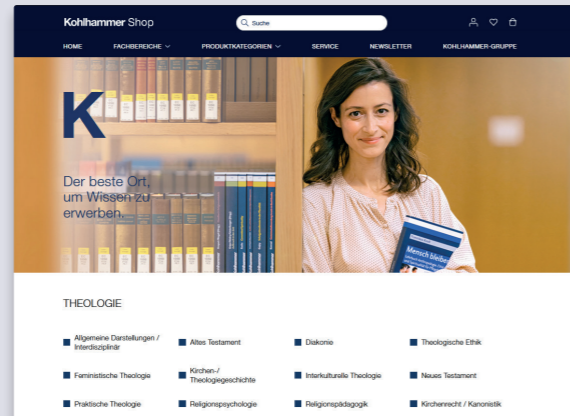 Kohlhammer Shop
Suche
HOME FACHBEREICHE PRODUKTKATEGORIEN SERVICE NEWSLETTER KOHLHAMMER-GRUPPE
K
Der beste Ort,
um Wissen zu
erwerben.
Mensch bleiben
THEOLOGIE
Allgemeine Darstellungen /
Interdisziplinär
Altes Testament
Diakonie
Theologische Ethik
Feministische Theologie
Kirchen-/
Theologiegeschichte
Interkulturelle Theologie
Neues Testament
Praktische Theologie
Religionspsychologie
Religionspädagogik
Kirchenrecht / Kanonistik